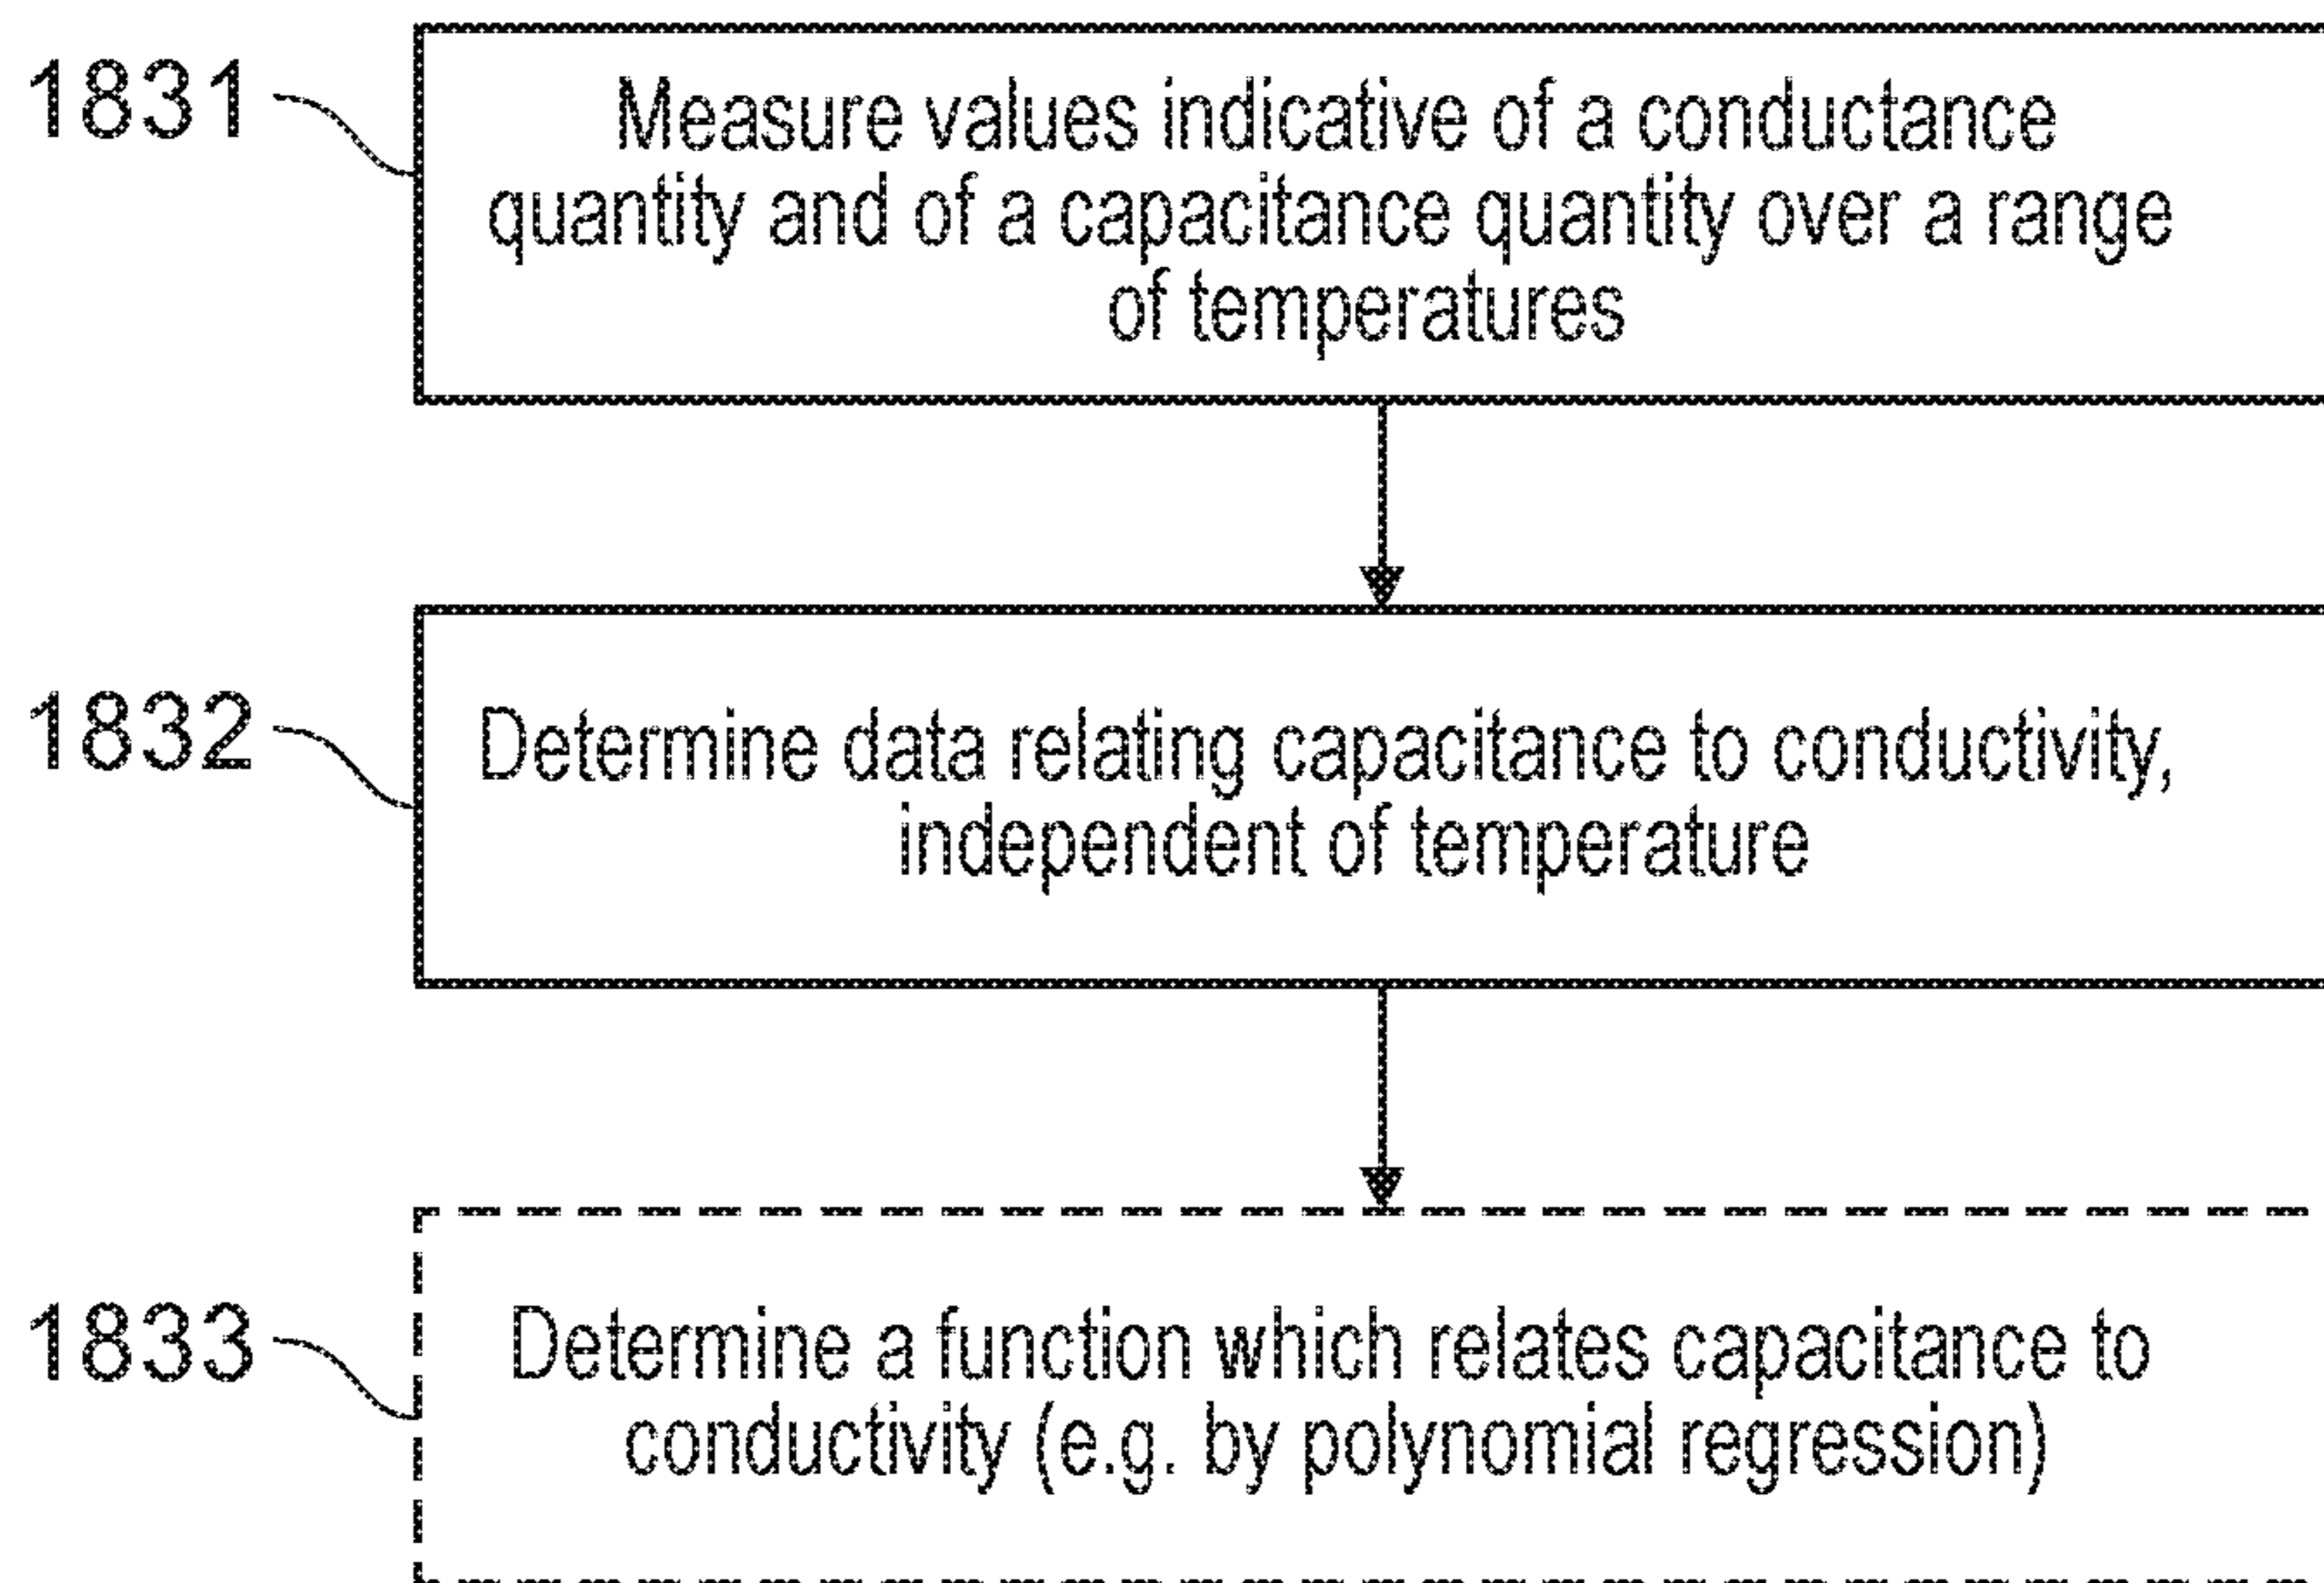 1831
Measure values indicative of a conductance
quantity and of a capacitance quantity over a range
of temperatures
1832
Determine data relating capacitance to conductivity,
independent of temperature
1833
Determine a function which relates capacitance to
conductivity (e.g. by polynomial regression)